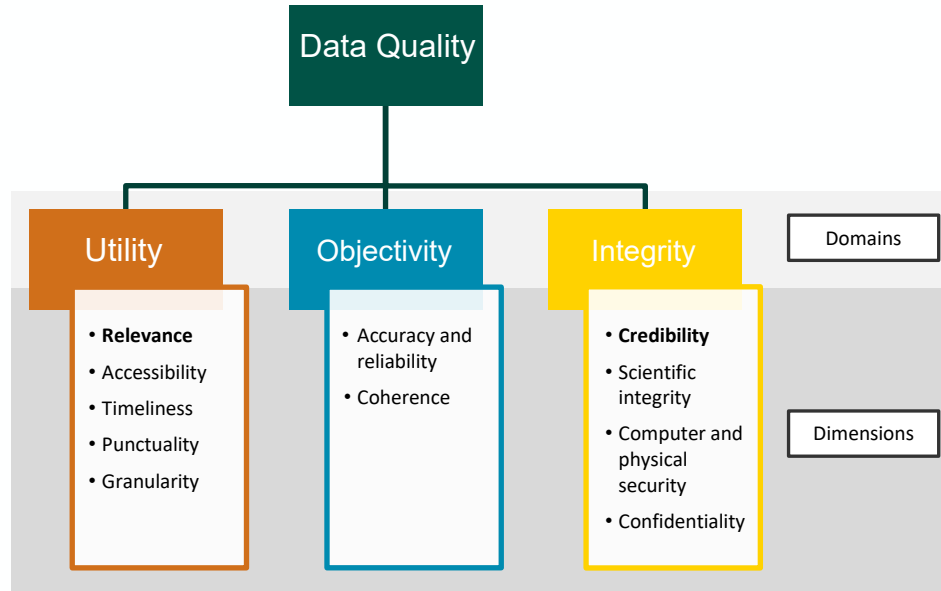 Data Quality
Utility
Objectivity
Integrity
Domains
• Relevance
• Accessibility
• Timeliness
• Punctuality
• Granularity
• Accuracy and
reliability
• Coherence
• Credibility
• Scientific
integrity
• Computer and
physical
security
• Confidentiality
Dimensions